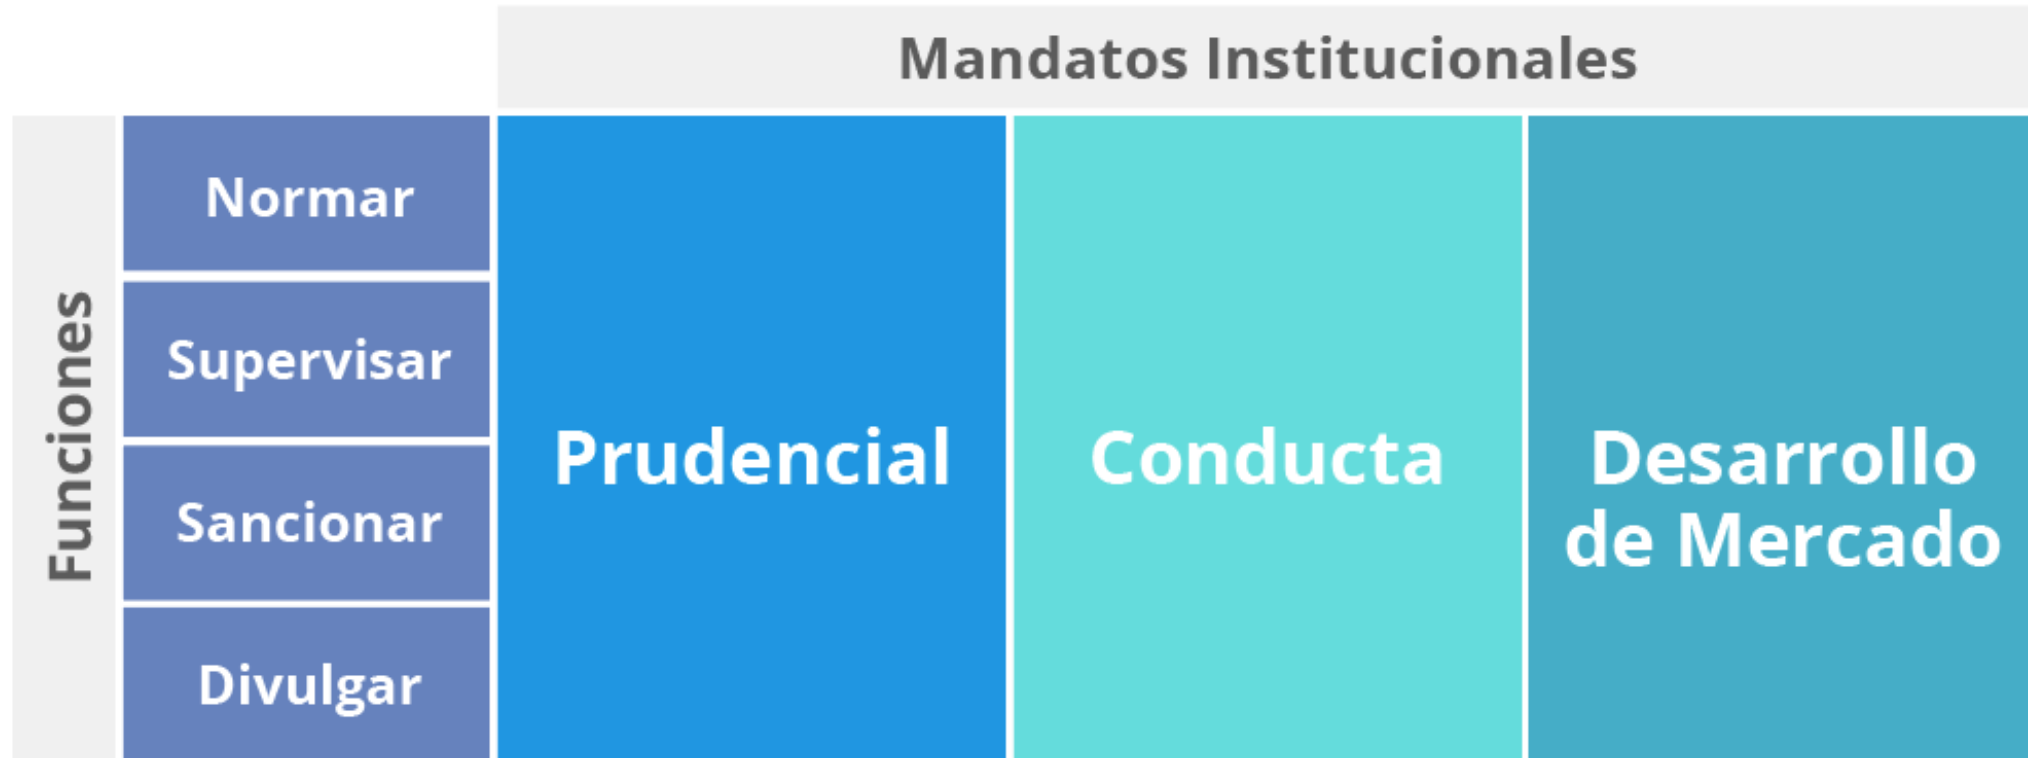 Mandatos Institucionales
Funciones
Normar
Supervisar
Sancionar
Divulgar
Prudencial
Conducta
Desarrollo
de Mercado